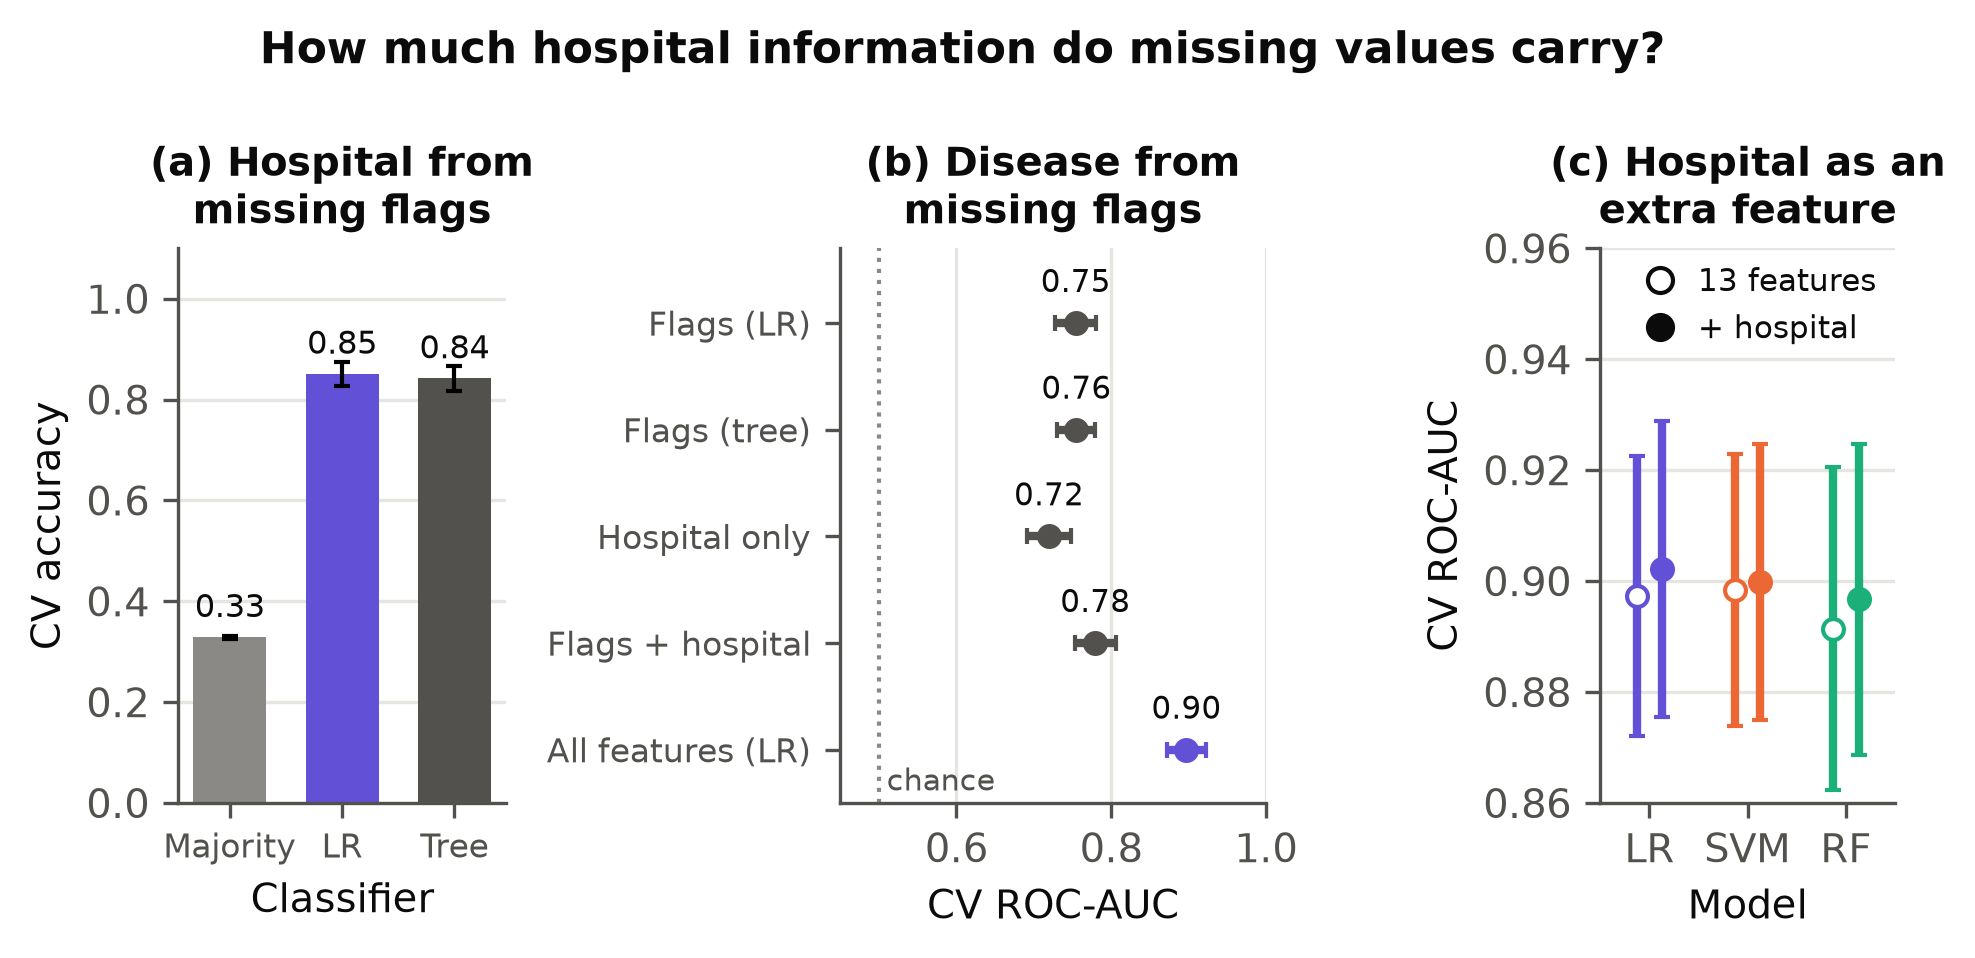 How much hospital information do missing values carry?
(a) Hospital from
missing flags
CV accuracy
1.0
0.8
0.6
0.4
0.2
0.0
0.33
0.85
0.84
Majority
LR
Tree
Classifier
(b) Disease from
missing flags
Flags (LR)
Flags (tree)
Hospital only
Flags + hospital
All features (LR)
0.75
0.76
0.72
0.78
0.90
chance
0.6
0.8
1.0
CV ROC-AUC
(c) Hospital as an
extra feature
CV ROC-AUC
0.96
0.94
0.92
0.90
0.88
0.86
13 features
+ hospital
LR
SVM
RF
Model